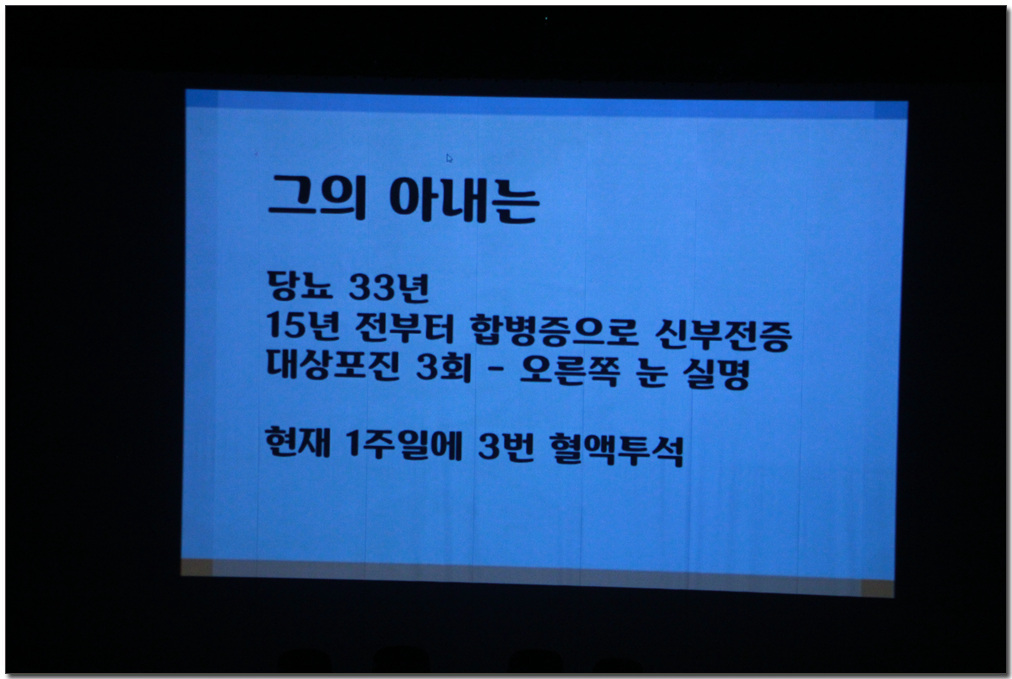 그의 아내는
당뇨 33년
15년 전부터 합병증으로 신부전증
대상포진 3회 - 오른쪽 눈 실명
현재 1주일에 3번 혈액투석